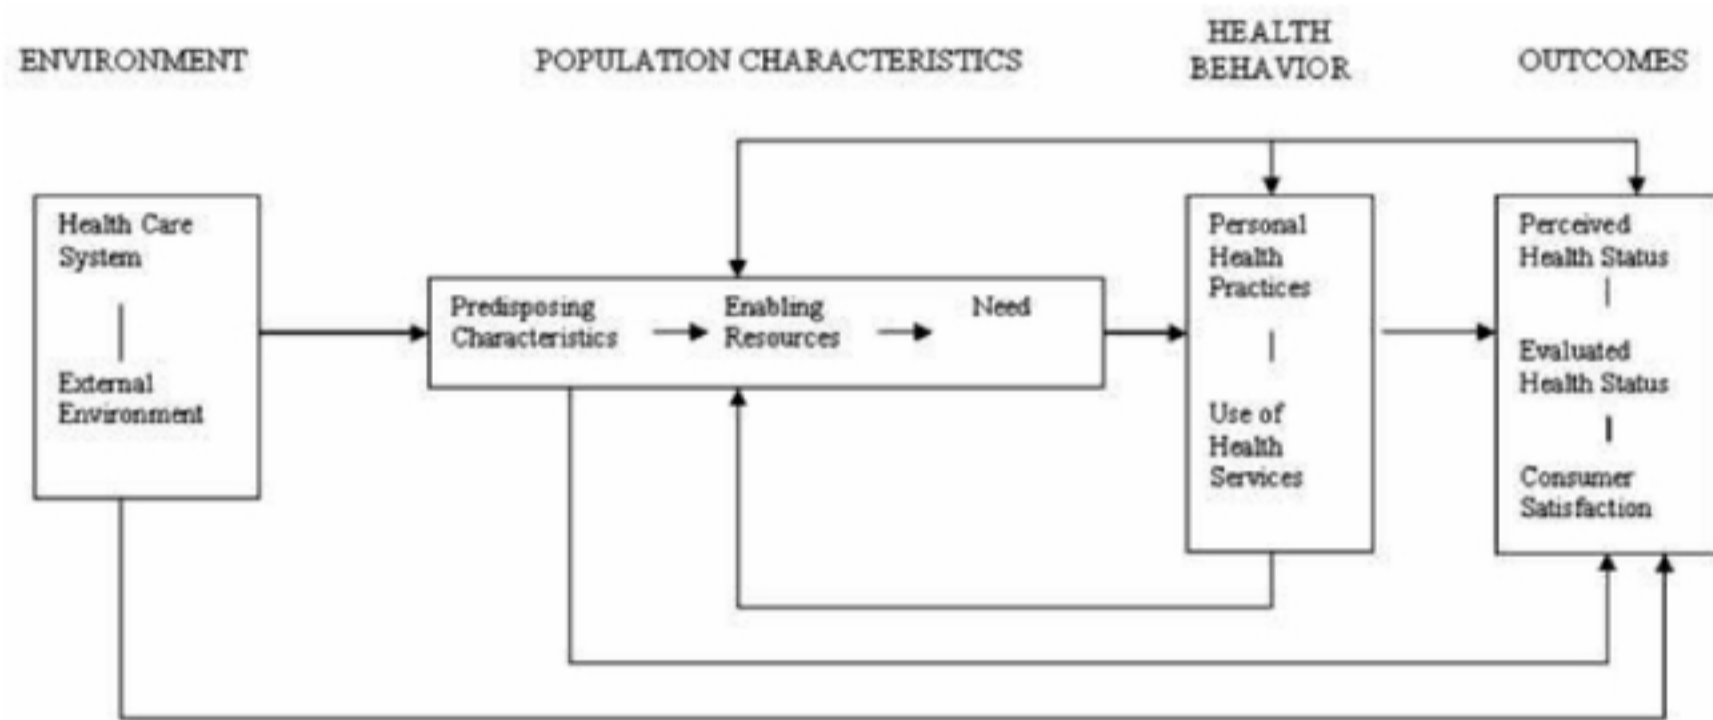 ENVIRONMENT
POPULATION CHARACTERISTICS
HEALTH
BEHAVIOR
OUTCOMES
Health Care
System
External
Environment
Predisposing
Characteristics
Enabling
Resources
Need
Personal
Health
Practices
Use of
Health
Services
Perceived
Health Status
Evaluated
Health Status
Consumer
Satisfaction